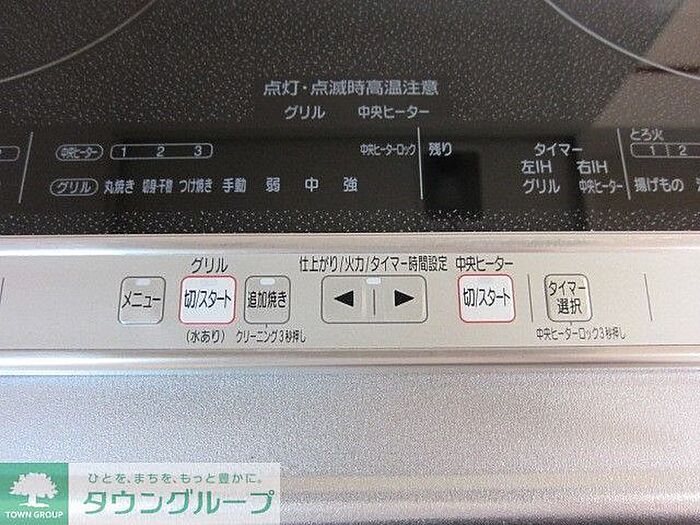 点灯・点滅時高温注意
グリル 中央ヒーター
とろ火
中央ヒーター 1 2 3 中央ヒーターロック 残り タイマー 1 2
左IH 右IH
グリル 丸焼き 切身・干物 つけ焼き 手動 弱 中 強 グリル 中央ヒーター 揚げもの
グリル 仕上がり/火力/タイマー時間設定 中央ヒーター
メニュー 切/スタート 追加焼き ◀ ▶ 切/スタート タイマー選択
(水あり) クリーニング3秒押し 中央ヒーターロック3秒押し
ひとを、まちを、もっと豊かに。
TOWN GROUP タウングループ